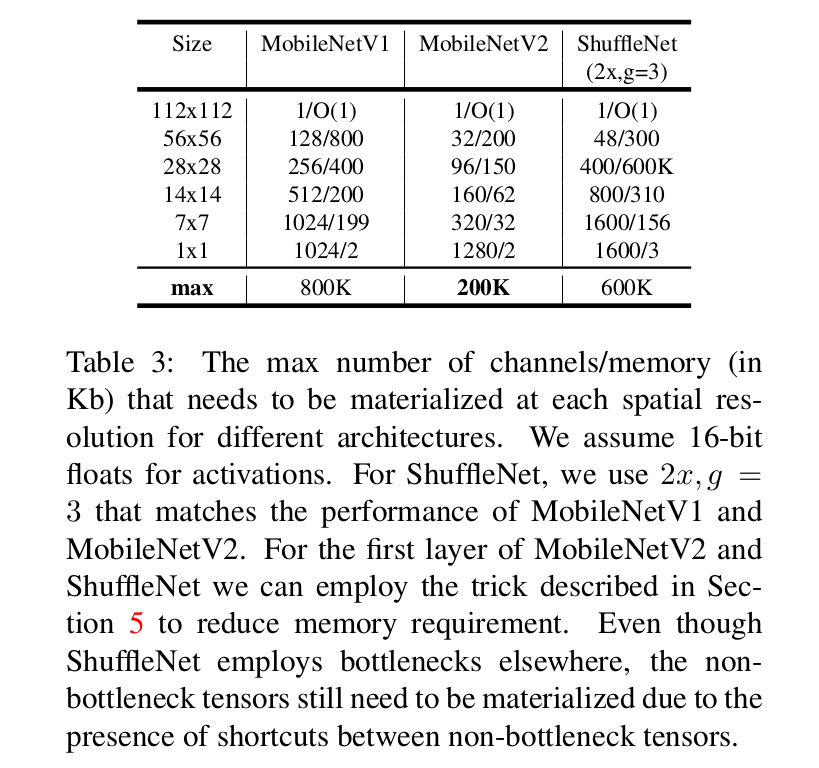 Size MobileNetV1 MobileNetV2 ShuffleNet
(2x,g=3)
112x112 1/O(1) 1/O(1) 1/O(1)
56x56 128/800 32/200 48/300
28x28 256/400 96/150 400/600K
14x14 512/200 160/62 800/310
7x7 1024/199 320/32 1600/156
1x1 1024/2 1280/2 1600/3
max 800K 200K 600K
Table 3: The max number of channels/memory (in
Kb) that needs to be materialized at each spatial res-
olution for different architectures. We assume 16-bit
floats for activations. For ShuffleNet, we use 2x, g =
3 that matches the performance of MobileNetV1 and
MobileNetV2. For the first layer of MobileNetV2 and
ShuffleNet we can employ the trick described in Sec-
tion 5 to reduce memory requirement. Even though
ShuffleNet employs bottlenecks elsewhere, the non-
bottleneck tensors still need to be materialized due to the
presence of shortcuts between non-bottleneck tensors.